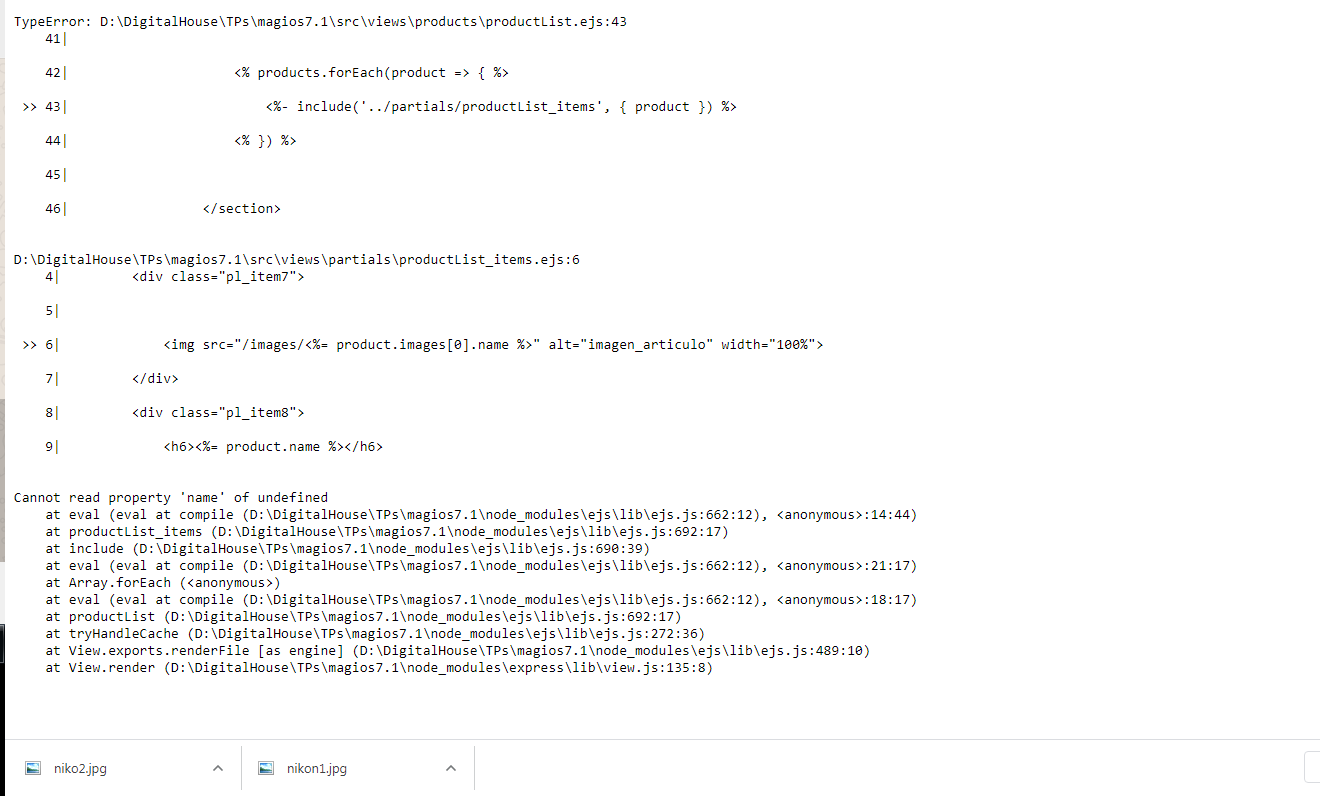 TypeError: D:\DigitalHouse\TPs\magios7.1\src\views\products\productList.ejs:43
41|
42| <% products.forEach(product => { %>
>> 43| <%- include('../partials/productList_items', { product }) %>
44| <% }) %>
45|
46| </section>
D:\DigitalHouse\TPs\magios7.1\src\views\partials\productList_items.ejs:6
4| <div class="pl_item7">
5|
>> 6| <img src="/images/<%= product.images[0].name %>" alt="imagen_articulo" width="100%">
7| </div>
8| <div class="pl_item8">
9| <h6><%= product.name %></h6>
Cannot read property 'name' of undefined
at eval (eval at compile (D:\DigitalHouse\TPs\magios7.1\node_modules\ejs\lib\ejs.js:662:12), <anonymous>:14:44)
at productList_items (D:\DigitalHouse\TPs\magios7.1\node_modules\ejs\lib\ejs.js:692:17)
at include (D:\DigitalHouse\TPs\magios7.1\node_modules\ejs\lib\ejs.js:690:39)
at eval (eval at compile (D:\DigitalHouse\TPs\magios7.1\node_modules\ejs\lib\ejs.js:662:12), <anonymous>:21:17)
at Array.forEach (<anonymous>)
at eval (eval at compile (D:\DigitalHouse\TPs\magios7.1\node_modules\ejs\lib\ejs.js:662:12), <anonymous>:18:17)
at productList (D:\DigitalHouse\TPs\magios7.1\node_modules\ejs\lib\ejs.js:692:17)
at tryHandleCache (D:\DigitalHouse\TPs\magios7.1\node_modules\ejs\lib\ejs.js:272:36)
at View.exports.renderFile [as engine] (D:\DigitalHouse\TPs\magios7.1\node_modules\ejs\lib\ejs.js:489:10)
at View.render (D:\DigitalHouse\TPs\magios7.1\node_modules\express\lib\view.js:135:8)
niko2.jpg nikon1.jpg